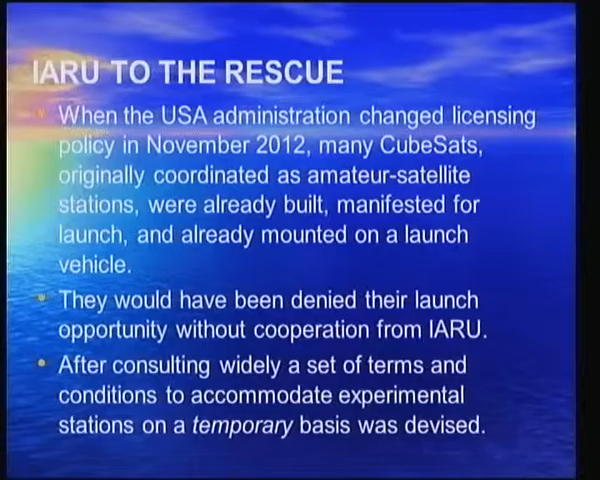 IARU TO THE RESCUE
• When the USA administration changed licensing
policy in November 2012, many CubeSats,
originally coordinated as amateur-satellite
stations, were already built, manifested for
launch, and already mounted on a launch
vehicle.
• They would have been denied their launch
opportunity without cooperation from IARU.
• After consulting widely a set of terms and
conditions to accommodate experimental
stations on a temporary basis was devised.